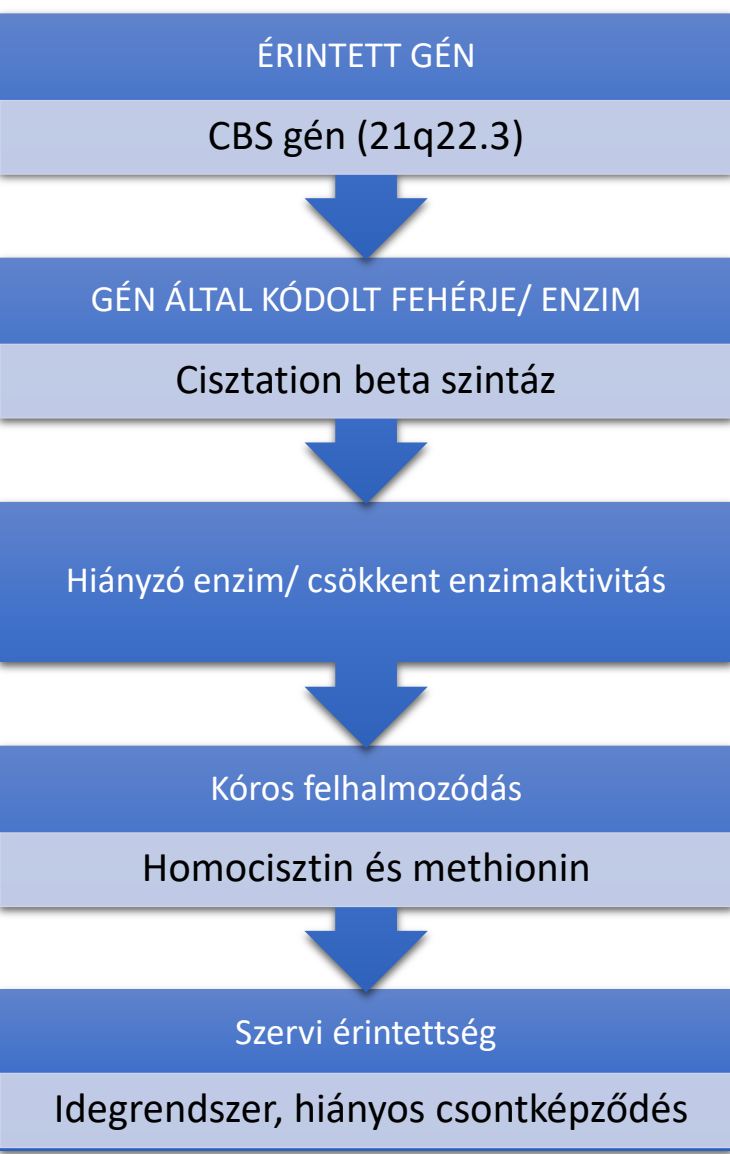 ÉRINTETT GÉN
CBS gén (21q22.3)
GÉN ÁLTAL KÓDOLT FEHÉRJE/ ENZIM
Cisztation beta szintáz
Hiányzó enzim/ csökkent enzimaktivitás
Kóros felhalmozódás
Homocisztin és methionin
Szervi érintettség
Idegrendszer, hiányos csontképződés